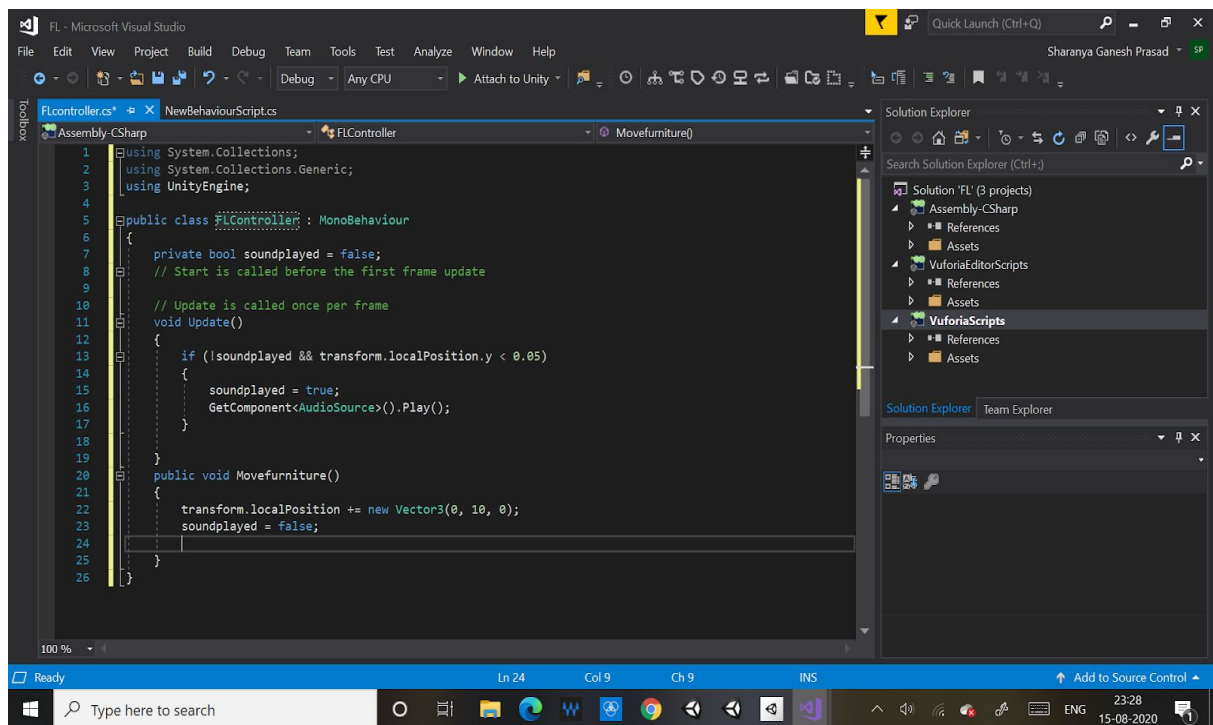 FL - Microsoft Visual Studio
Quick Launch (Ctrl+Q)
File Edit View Project Build Debug Team Tools Test Analyze Window Help
Sharanya Ganesh Prasad SP
Debug Any CPU Attach to Unity
Toolbox
FLcontroller.cs* NewBehaviourScript.cs
Assembly-CSharp FLController Movefurniture()
1 using System.Collections;
2 using System.Collections.Generic;
3 using UnityEngine;
4
5 public class FLController : MonoBehaviour
6 {
7 private bool soundplayed = false;
8 // Start is called before the first frame update
9
10 // Update is called once per frame
11 void Update()
12 {
13 if (!soundplayed && transform.localPosition.y < 0.05)
14 {
15 soundplayed = true;
16 GetComponent<AudioSource>().Play();
17 }
18
19 }
20 public void Movefurniture()
21 {
22 transform.localPosition += new Vector3(0, 10, 0);
23 soundplayed = false;
24
25 }
26 }
100 %
Solution Explorer
Search Solution Explorer (Ctrl+;)
Solution 'FL' (3 projects)
Assembly-CSharp
References
Assets
VuforiaEditorScripts
References
Assets
VuforiaScripts
References
Assets
Solution Explorer Team Explorer
Properties
Ready Ln 24 Col 9 Ch 9 INS Add to Source Control
Type here to search
ENG
23:28
15-08-2020
1